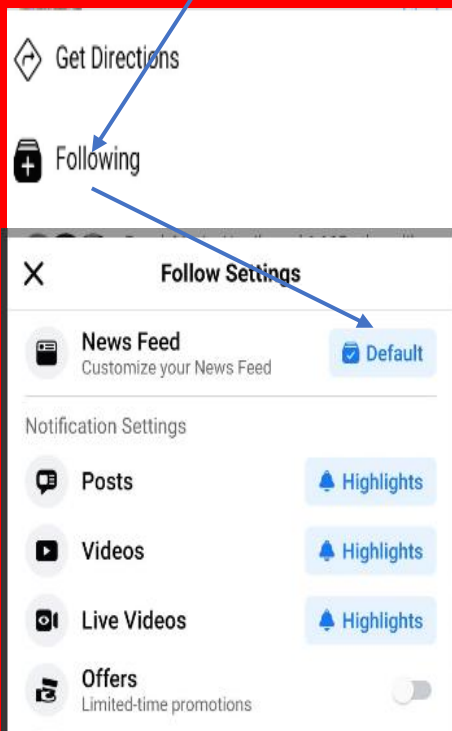 Get Directions
Following
Follow Settings
News Feed
Customize your News Feed
Default
Notification Settings
Posts
Highlights
Videos
Highlights
Live Videos
Highlights
Offers
Limited-time promotions